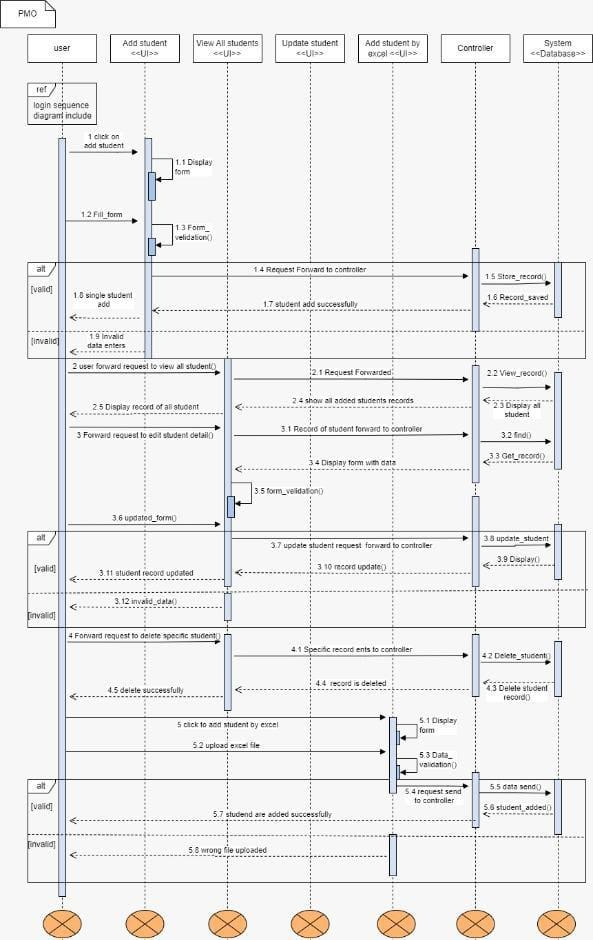 PMO
user
Add student
<<UI>>
View All students
<<UI>>
Update student
<<UI>>
Add student by
excel <<UI>>
Controller
System
<<Database>>
ref
login sequence
diagram include
1 click on
add student
1.1 Display
form
1.2 Fill_form
1.3 Form_
validation()
alt
[valid]
1.4 Request Forward to controller
1.5 Store_record()
1.6 Record_saved
1.7 student add successfully
1.8 single student
add
[invalid]
1.9 Invalid
data enters
2 user forward request to view all student()
2.1 Request Forwarded
2.2 View_record()
2.3 Display all
student
2.4 show all added students records
2.5 Display record of all student
3 Forward request to edit student detail()
3.1 Record of student forward to controller
3.2 find()
3.3 Get_record()
3.4 Display form with data
3.5 form_validation()
3.6 updated_form()
alt
[valid]
3.7 update student request forward to controller
3.8 update_student
3.9 Display()
3.10 record update()
3.11 student record updated
3.12 invalid_data()
[invalid]
4 Forward request to delete specific student()
4.1 Specific record ents to controller
4.2 Delete_student()
4.3 Delete student
record()
4.4 record is deleted
4.5 delete successfully
5 click to add student by excel
5.1 Display
form
5.2 upload excel file
5.3 Data_
validation()
alt
[valid]
5.4 request send
to controller
5.5 data send()
5.6 student_added()
5.7 studend are added successfully
[invalid]
5.8 wrong file uploaded